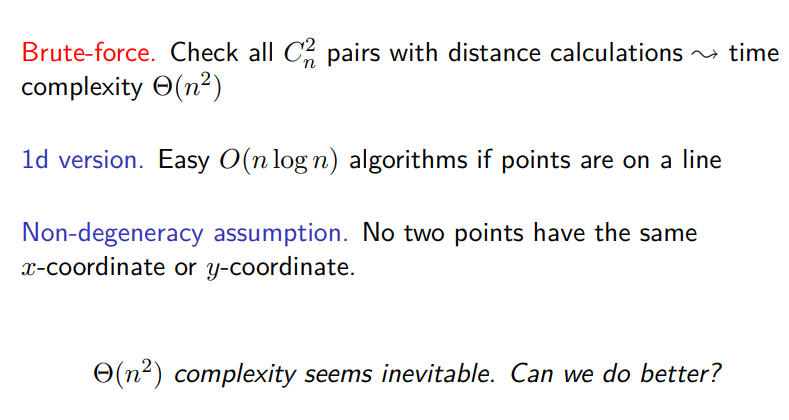 Brute-force. Check all $C_n^2$ pairs with distance calculations ⇝ time
complexity $\Theta(n^2)$
1d version. Easy $O(n \log n)$ algorithms if points are on a line
Non-degeneracy assumption. No two points have the same
$x$-coordinate or $y$-coordinate.
$\Theta(n^2)$ complexity seems inevitable. Can we do better?